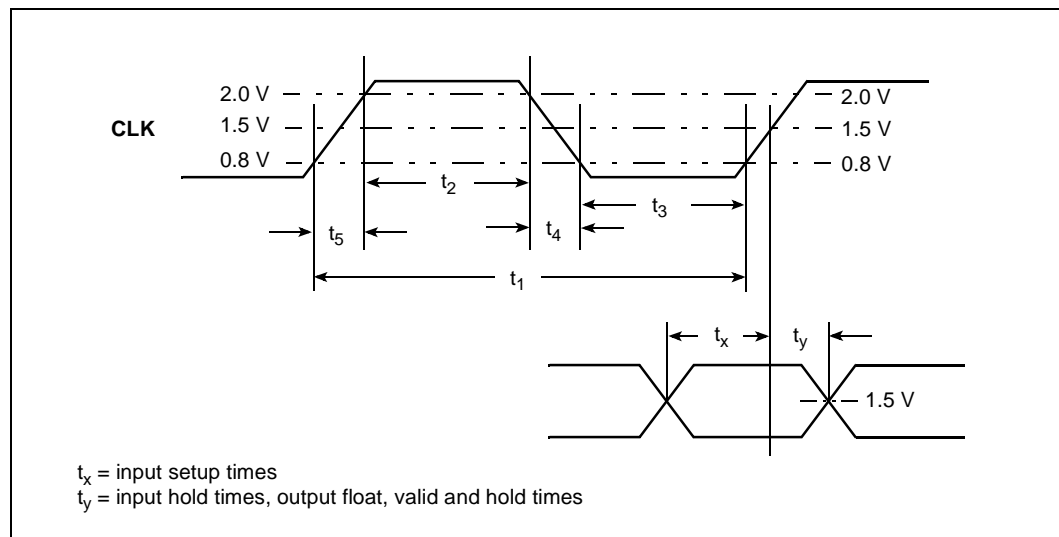 2.0 V
2.0 V
CLK
1.5 V
1.5 V
0.8 V
0.8 V
t2
t3
t5
t4
t1
tx
ty
1.5 V
tx = input setup times
ty = input hold times, output float, valid and hold times